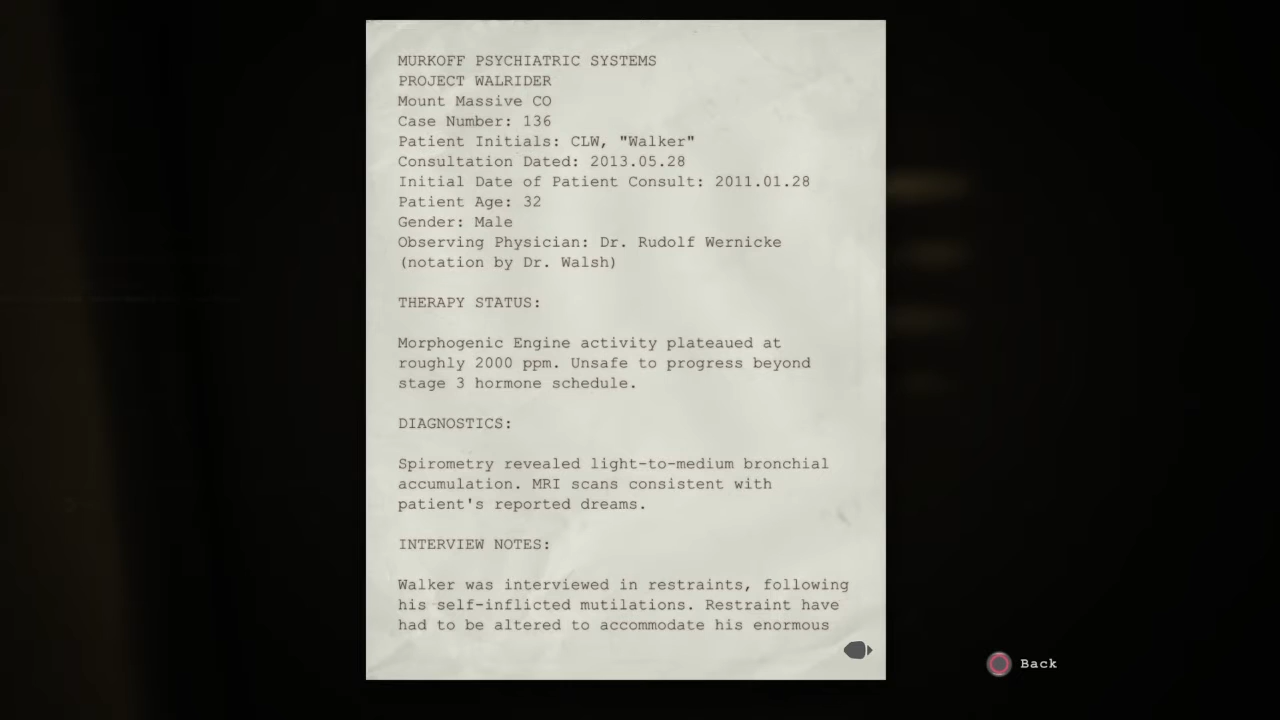 MURKOFF PSYCHIATRIC SYSTEMS
PROJECT WALRIDER
Mount Massive CO
Case Number: 136
Patient Initials: CLW, "Walker"
Consultation Dated: 2013.05.28
Initial Date of Patient Consult: 2011.01.28
Patient Age: 32
Gender: Male
Observing Physician: Dr. Rudolf Wernicke
(notation by Dr. Walsh)
THERAPY STATUS:
Morphogenic Engine activity plateaued at
roughly 2000 ppm. Unsafe to progress beyond
stage 3 hormone schedule.
DIAGNOSTICS:
Spirometry revealed light-to-medium bronchial
accumulation. MRI scans consistent with
patient's reported dreams.
INTERVIEW NOTES:
Walker was interviewed in restraints, following
his self-inflicted mutilations. Restraint have
had to be altered to accommodate his enormous
Back